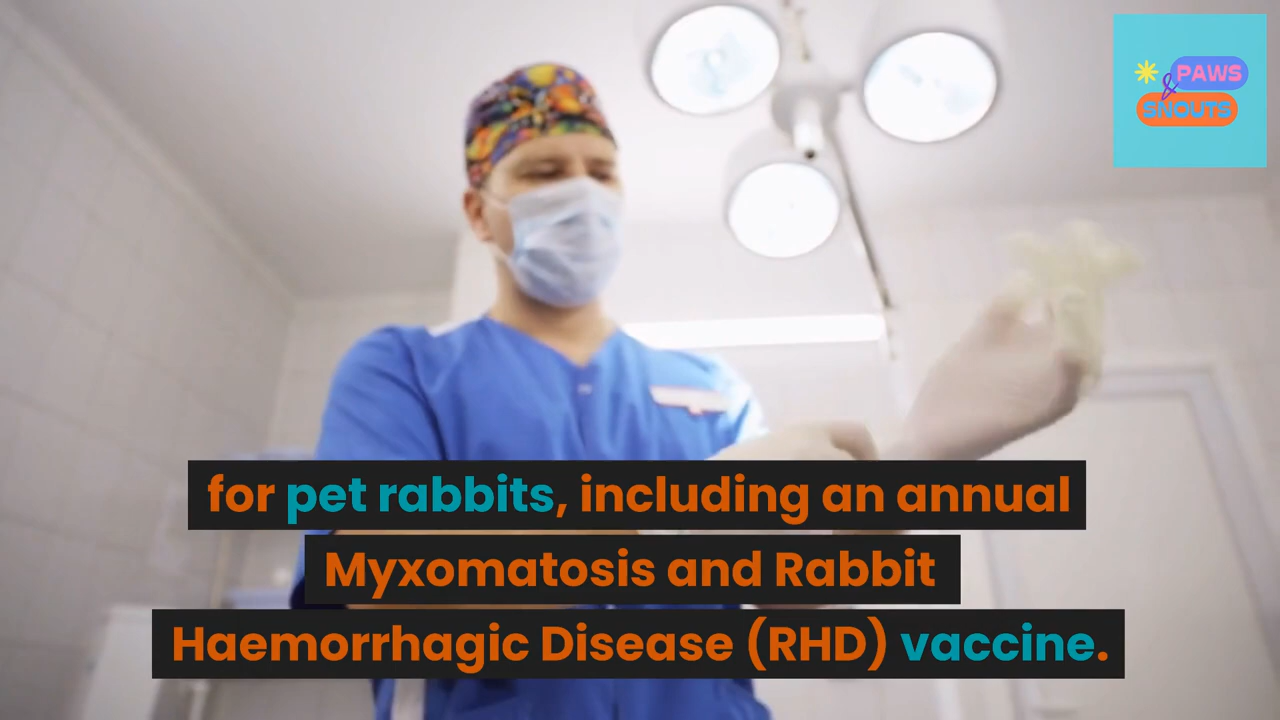 PAWS
&
SNOUTS
for pet rabbits, including an annual
Myxomatosis and Rabbit
Haemorrhagic Disease (RHD) vaccine.